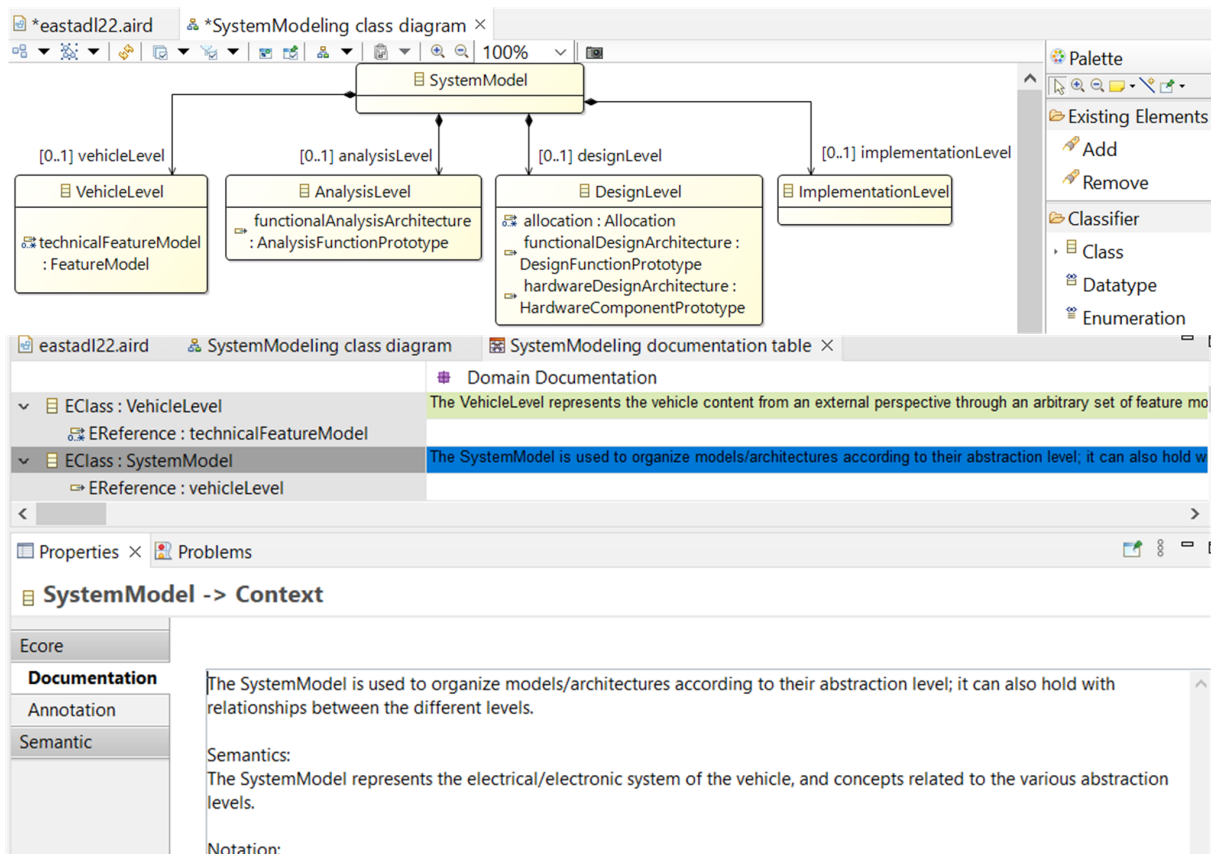 *eastadl22.aird
*SystemModeling class diagram
100%
Palette
SystemModel
Existing Elements
Add
Remove
[0..1] vehicleLevel
[0..1] analysisLevel
[0..1] designLevel
[0..1] implementationLevel
VehicleLevel
technicalFeatureModel
: FeatureModel
AnalysisLevel
functionalAnalysisArchitecture
: AnalysisFunctionPrototype
DesignLevel
allocation : Allocation
functionalDesignArchitecture :
DesignFunctionPrototype
hardwareDesignArchitecture :
HardwareComponentPrototype
ImplementationLevel
Classifier
Class
Datatype
Enumeration
eastadl22.aird
SystemModeling class diagram
SystemModeling documentation table
Domain Documentation
EClass : VehicleLevel
The VehicleLevel represents the vehicle content from an external perspective through an arbitrary set of feature mo
EReference : technicalFeatureModel
EClass : SystemModel
The SystemModel is used to organize models/architectures according to their abstraction level; it can also hold w
EReference : vehicleLevel
Properties
Problems
SystemModel -> Context
Ecore
Documentation
Annotation
Semantic
The SystemModel is used to organize models/architectures according to their abstraction level; it can also hold with
relationships between the different levels.
Semantics:
The SystemModel represents the electrical/electronic system of the vehicle, and concepts related to the various abstraction
levels.
Notation: